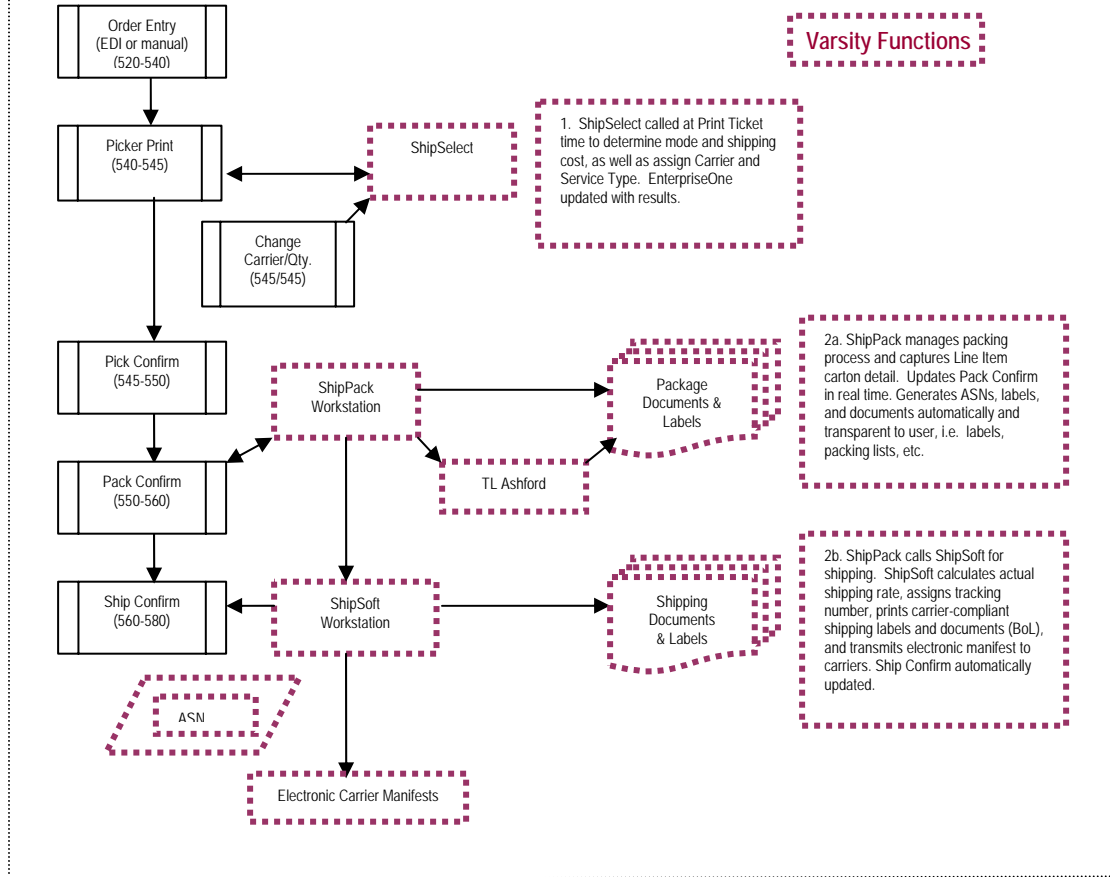 Order Entry
(EDI or manual)
(520-540)
Varsity Functions
Picker Print
(540-545)
ShipSelect
1. ShipSelect called at Print Ticket
time to determine mode and shipping
cost, as well as assign Carrier and
Service Type. EnterpriseOne
updated with results.
Change
Carrier/Qty.
(545/545)
Pick Confirm
(545-550)
ShipPack
Workstation
Package
Documents &
Labels
2a. ShipPack manages packing
process and captures Line Item
carton detail. Updates Pack Confirm
in real time. Generates ASNs, labels,
and documents automatically and
transparent to user, i.e. labels,
packing lists, etc.
Pack Confirm
(550-560)
TL Ashford
Ship Confirm
(560-580)
ShipSoft
Workstation
Shipping
Documents
& Labels
2b. ShipPack calls ShipSoft for
shipping. ShipSoft calculates actual
shipping rate, assigns tracking
number, prints carrier-compliant
shipping labels and documents (BoL),
and transmits electronic manifest to
carriers. Ship Confirm automatically
updated.
ASN
Electronic Carrier Manifests